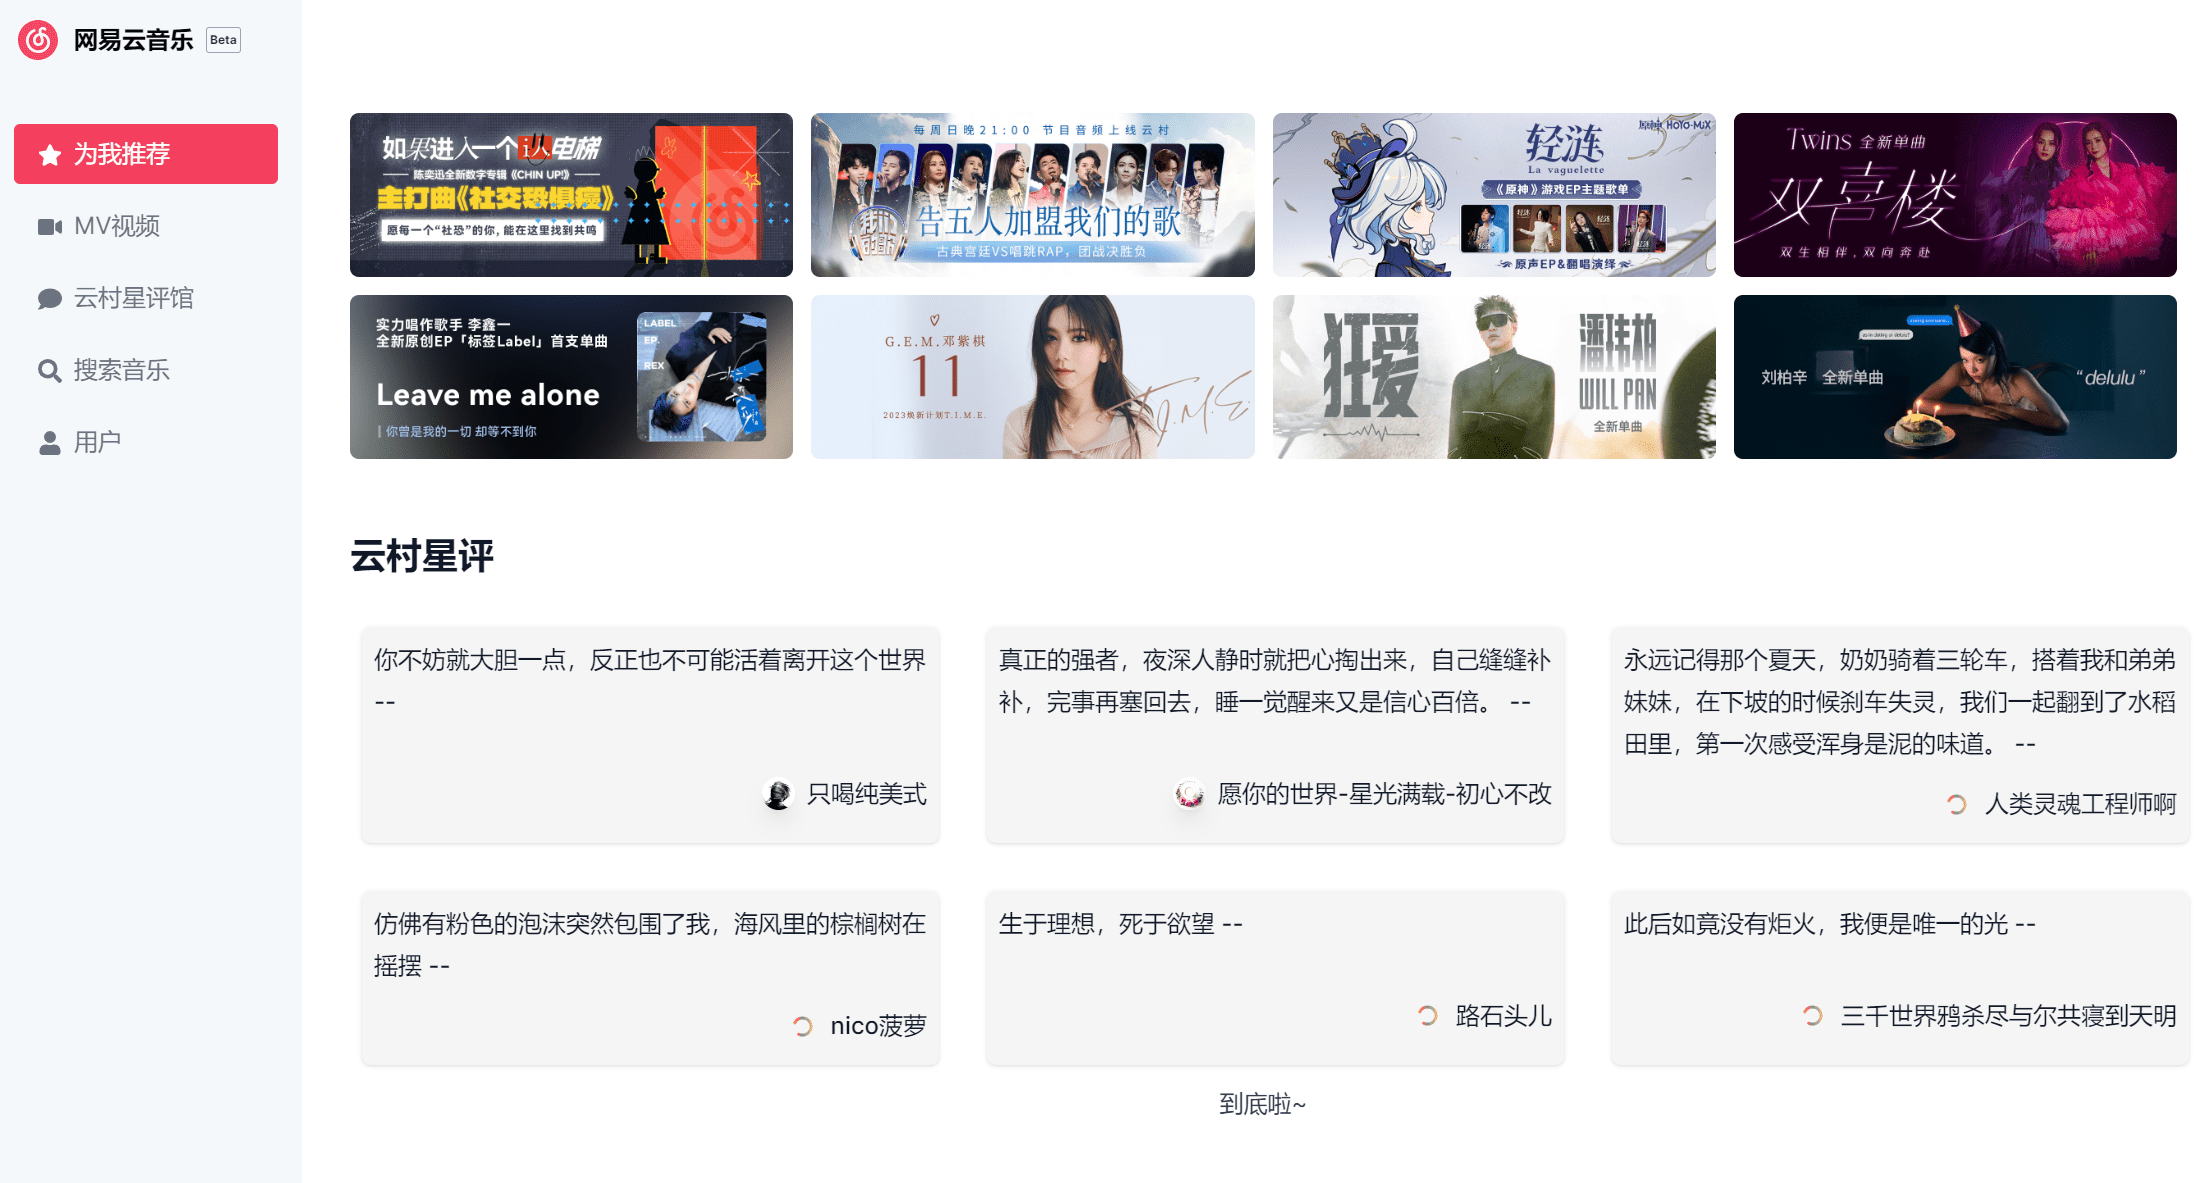 网易云音乐 Beta
为我推荐
MV视频
云村星评馆
搜索音乐
用户
如果进入一个i人电梯
陈奕迅全新数字专辑《CHIN UP!》
主打曲《社交恐惧癌》
愿每一个“社恐”的你, 能在这里找到共鸣
每周日晚21:00 节目音频上线云村
我们的歌
告五人加盟我们的歌
古典宫廷VS唱跳RAP，团战决胜负
原神 HOYO-MiX
轻涟
La vaguelette
《原神》游戏EP主题歌单
原声EP&翻唱演绎
Twins 全新单曲
双喜楼
双生相伴,双向奔赴
实力唱作歌手 李鑫一
全新原创EP「标签Label」首支单曲
Leave me alone
你曾是我的一切 却等不到你
LABEL
EP.
REX
G.E.M.邓紫棋
11
2023焕新计划T.I.M.E.
T.I.M.E.
狂爱
潘玮柏
WILL PAN
全新单曲
刘柏辛 全新单曲
“delulu”
云村星评
你不妨就大胆一点，反正也不可能活着离开这个世界
--
只喝纯美式
真正的强者，夜深人静时就把心掏出来，自己缝缝补
补，完事再塞回去，睡一觉醒来又是信心百倍。 --
愿你的世界-星光满载-初心不改
永远记得那个夏天，奶奶骑着三轮车，搭着我和弟弟
妹妹，在下坡的时候刹车失灵，我们一起翻到了水稻
田里，第一次感受浑身是泥的味道。 --
人类灵魂工程师啊
仿佛有粉色的泡沫突然包围了我，海风里的棕榈树在
摇摆 --
nico菠萝
生于理想，死于欲望 --
路石头儿
此后如竟没有炬火，我便是唯一的光 --
三千世界鸦杀尽与尔共寝到天明
到底啦~